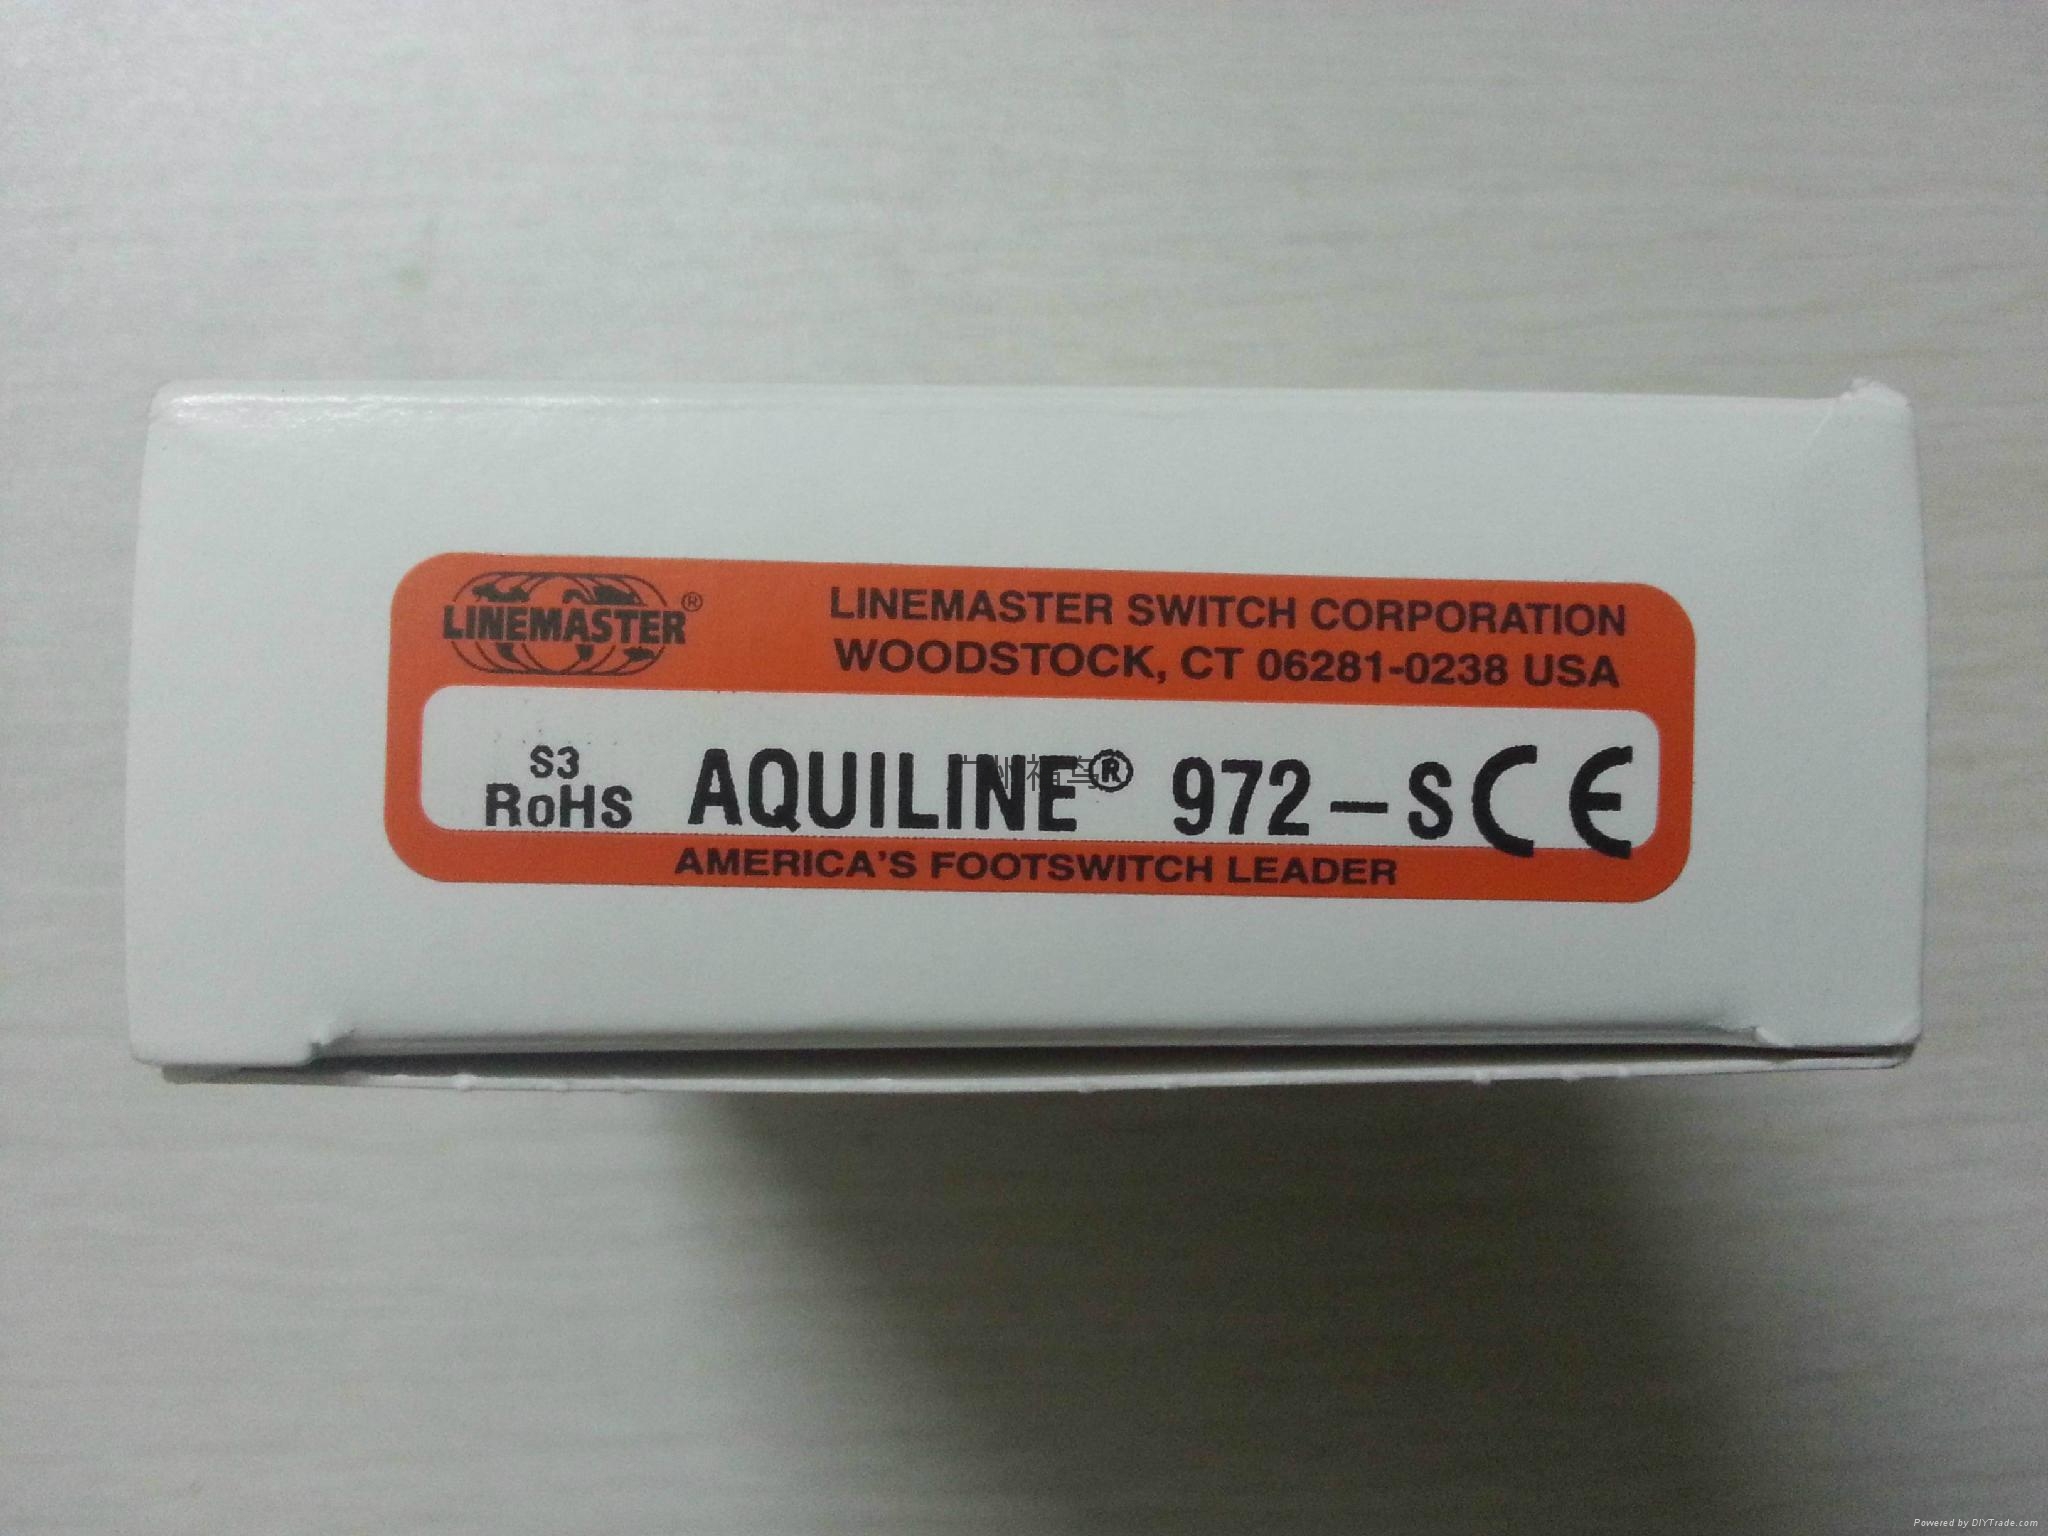 LINEMASTER®
LINEMASTER SWITCH CORPORATION
WOODSTOCK, CT 06281-0238 USA
S3
RoHS
AQUILINE® 972-S CE
AMERICA'S FOOTSWITCH LEADER
Powered by DIYTrade.com